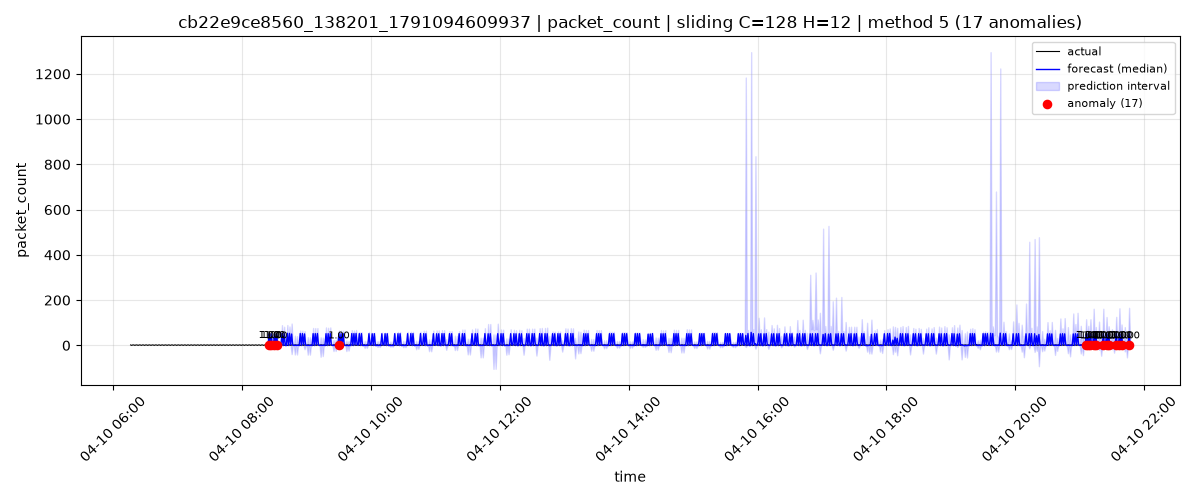 cb22e9ce8560_138201_1791094609937 | packet_count | sliding C=128 H=12 | method 5 (17 anomalies)
actual
forecast (median)
prediction interval
anomaly (17)
packet_count
1200
1000
800
600
400
200
0
04-10 06:00
04-10 08:00
04-10 10:00
04-10 12:00
04-10 14:00
04-10 16:00
04-10 18:00
04-10 20:00
04-10 22:00
time